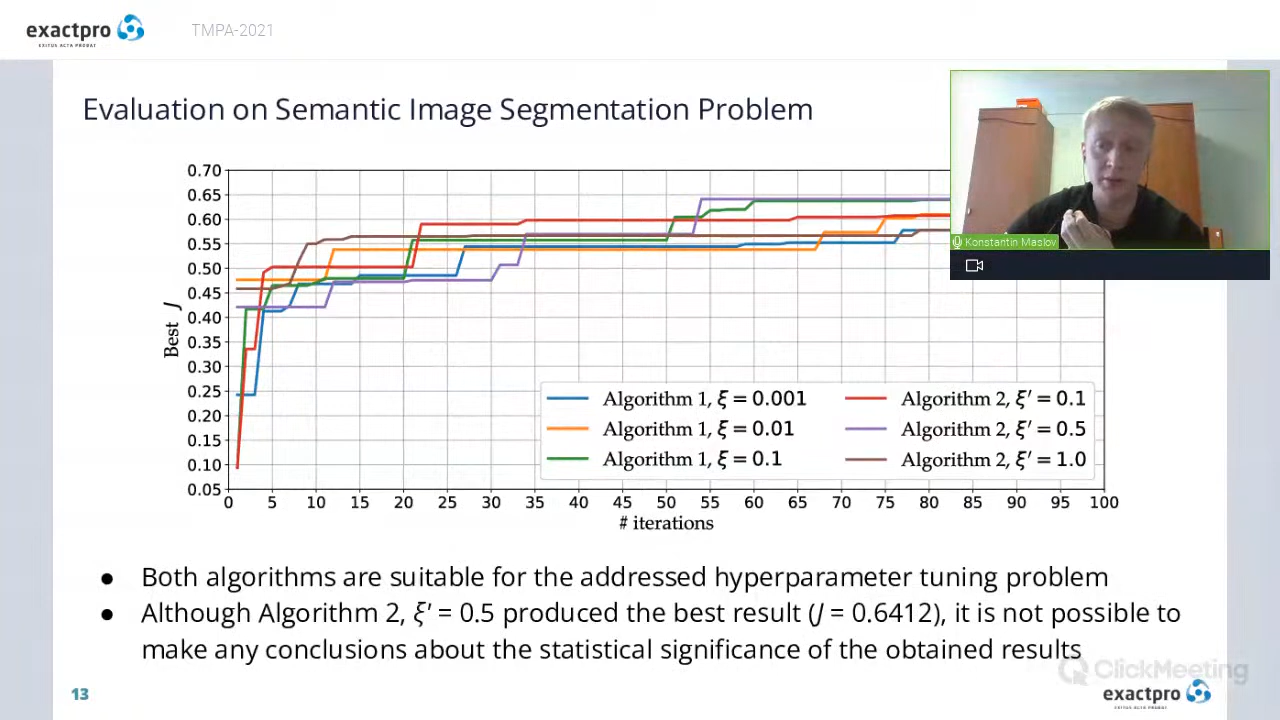 exactpro
EXITUS ACTA PROBAT
TMPA-2021
Evaluation on Semantic Image Segmentation Problem
Konstantin Maslov
0.70
0.65
0.60
0.55
0.50
0.45
0.40
0.35
0.30
0.25
0.20
0.15
0.10
0.05
Best J
Algorithm 1, ξ = 0.001
Algorithm 1, ξ = 0.01
Algorithm 1, ξ = 0.1
Algorithm 2, ξ′ = 0.1
Algorithm 2, ξ′ = 0.5
Algorithm 2, ξ′ = 1.0
0 5 10 15 20 25 30 35 40 45 50 55 60 65 70 75 80 85 90 95 100
# iterations
● Both algorithms are suitable for the addressed hyperparameter tuning problem
● Although Algorithm 2, ξ′ = 0.5 produced the best result (J = 0.6412), it is not possible to
make any conclusions about the statistical significance of the obtained results
ClickMeeting
13
exactpro
EXITUS ACTA PROBAT